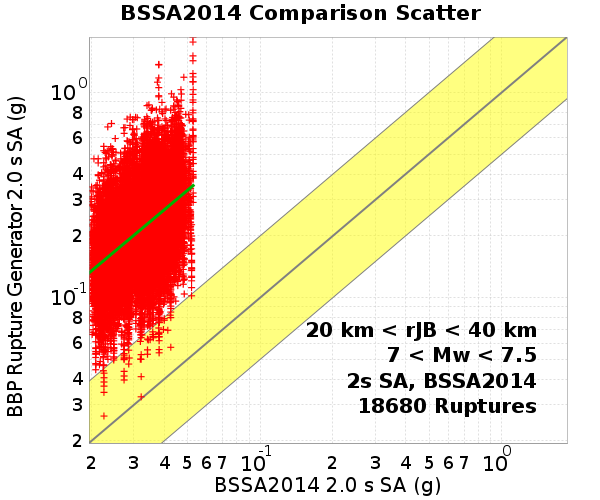 BSSA2014 Comparison Scatter
BBP Rupture Generator 2.0 s SA (g)
10^0
8
6
4
3
2
10^-1
8
6
4
3
2
20 km < rJB < 40 km
7 < Mw < 7.5
2s SA, BSSA2014
18680 Ruptures
2 3 4 5 6 7 10^-1 2 3 4 5 6 7 10^0
BSSA2014 2.0 s SA (g)